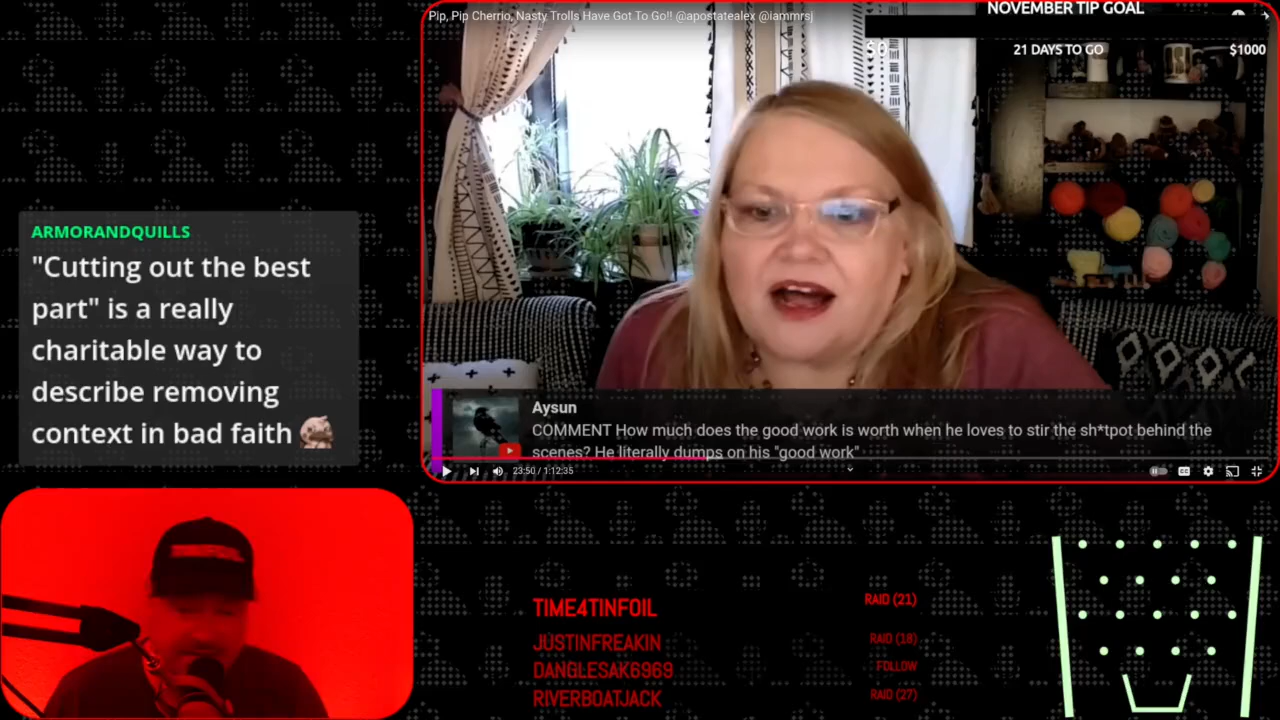 Pip, Pip Cherrio, Nasty Trolls Have Got To Go!! @apostatealex @iammrsj
NOVEMBER TIP GOAL
$0
21 DAYS TO GO
$1000
ARMORANDQUILLS
"Cutting out the best
part" is a really
charitable way to
describe removing
context in bad faith
Aysun
COMMENT How much does the good work is worth when he loves to stir the sh*tpot behind the
scenes? He literally dumps on his "good work"
23:50 / 1:12:35
TIME4TINFOIL
RAID (21)
JUSTINFREAKIN
RAID (18)
DANGLESAK6969
FOLLOW
RIVERBOATJACK
RAID (27)